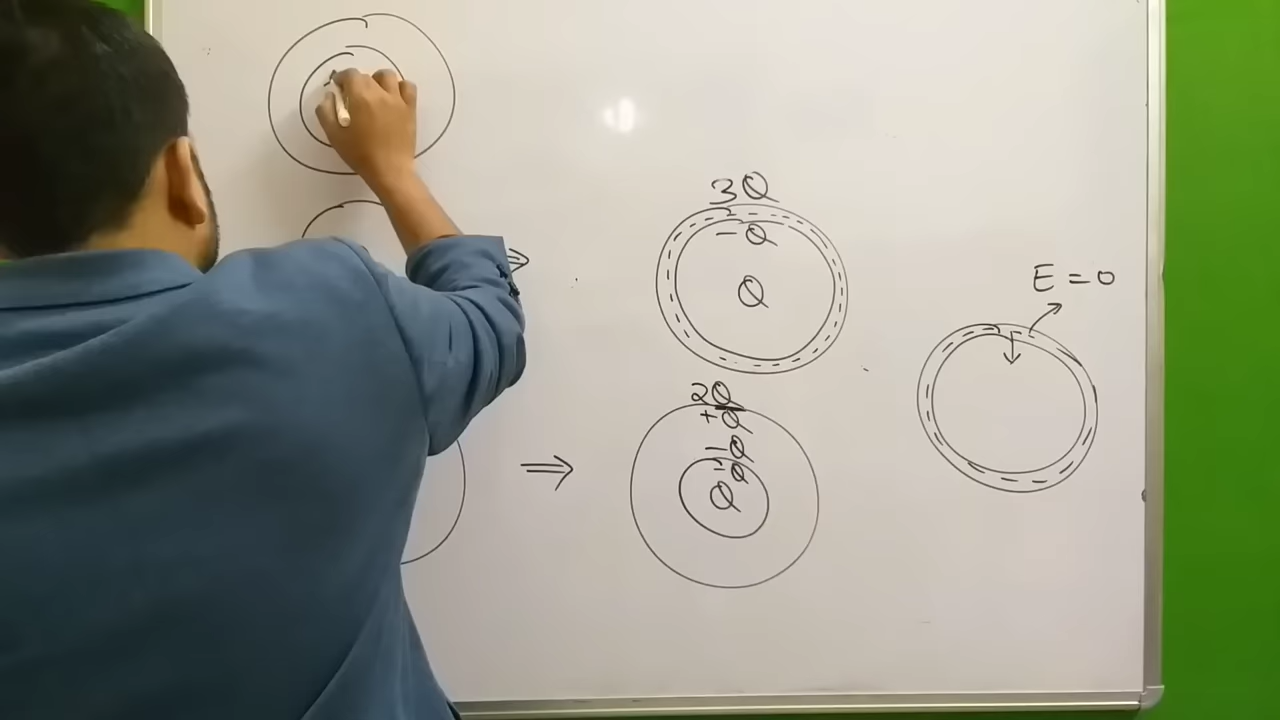 3Q
-Q
Q
E = 0
⇒
2Q
+Q
-Q
Q
⇒